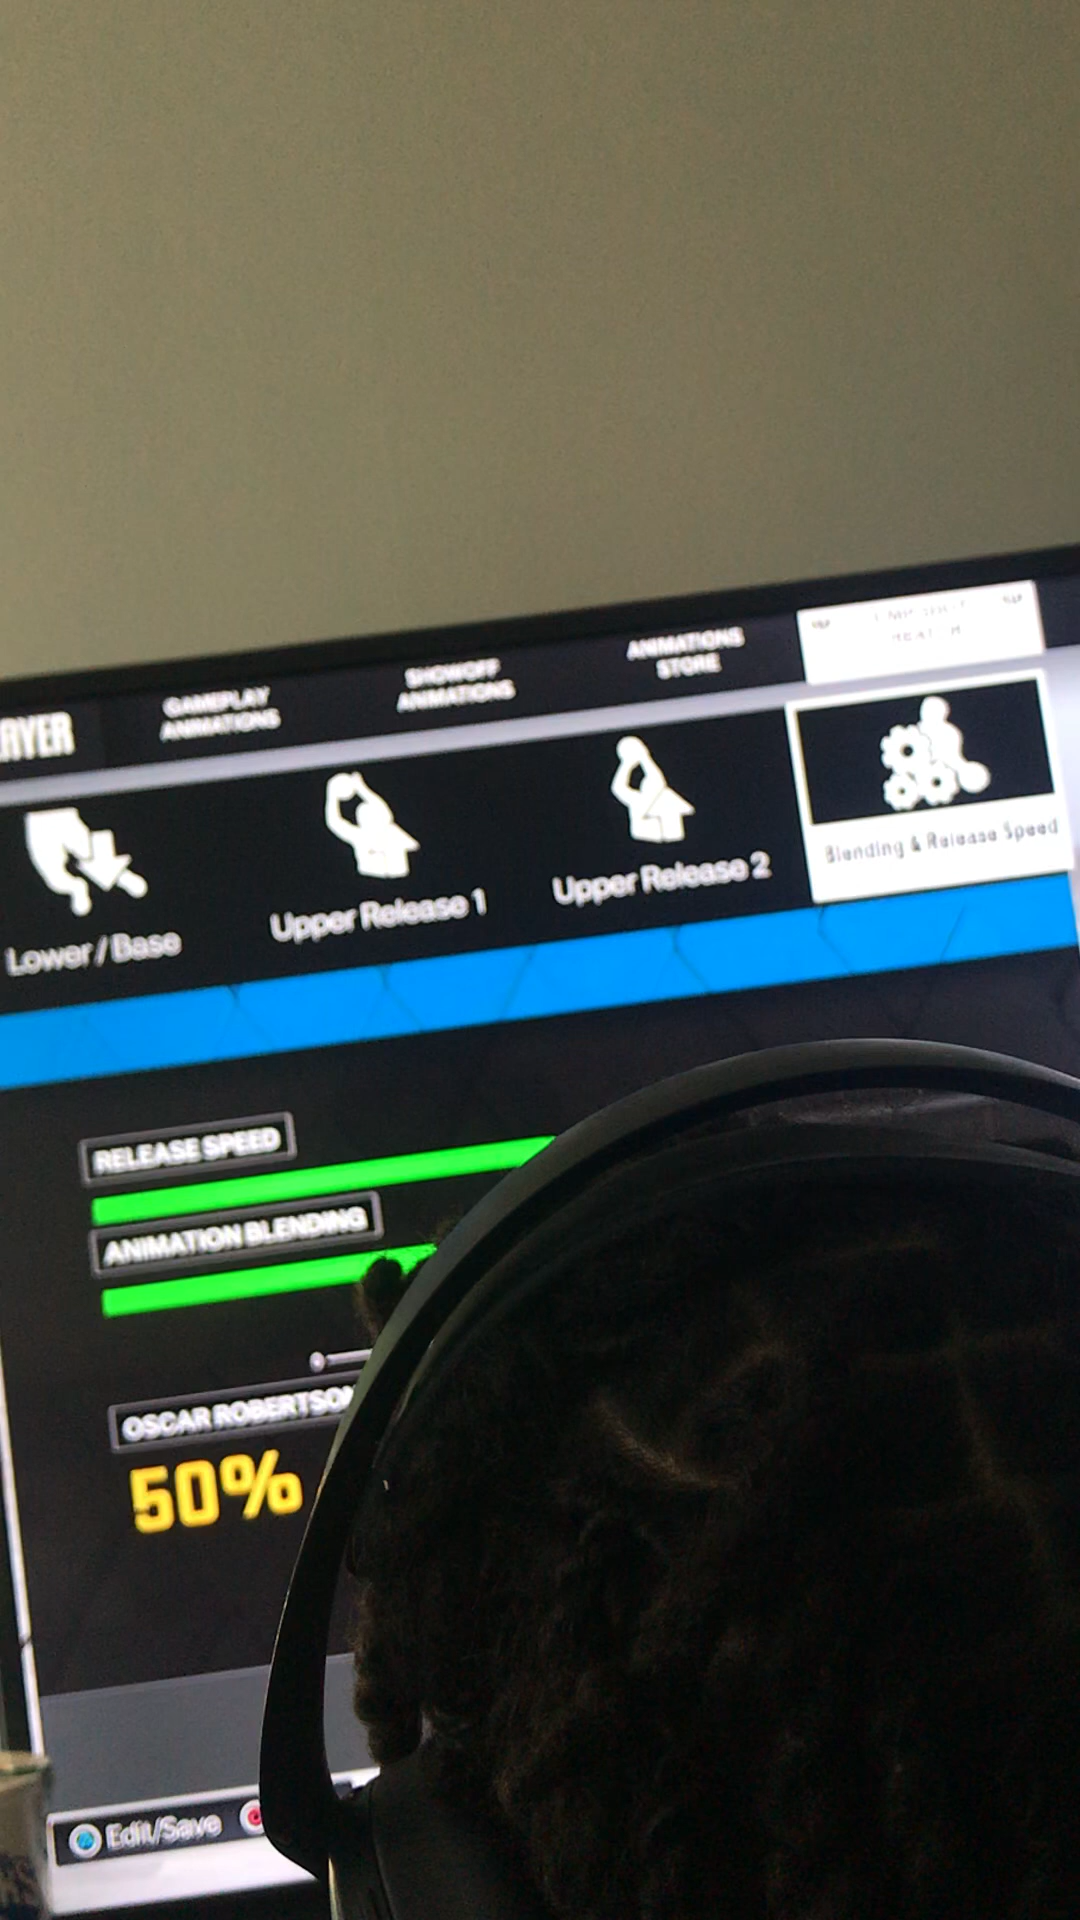 GAMEPLAY
ANIMATIONS
SHOWOFF
ANIMATIONS
ANIMATIONS
STORE
Lower / Base
Upper Release 1
Upper Release 2
Blending & Release Speed
RELEASE SPEED
ANIMATION BLENDING
OSCAR ROBERTSON
50%
Edit/Save